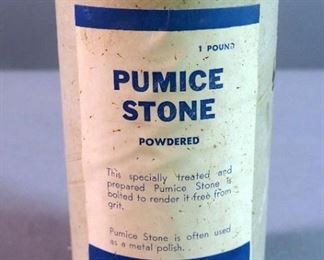 1 POUND
PUMICE
STONE
POWDERED
This specially treated and
prepared Pumice Stone is
bolted to render it free from
grit.
Pumice Stone is often used
as a metal polish.